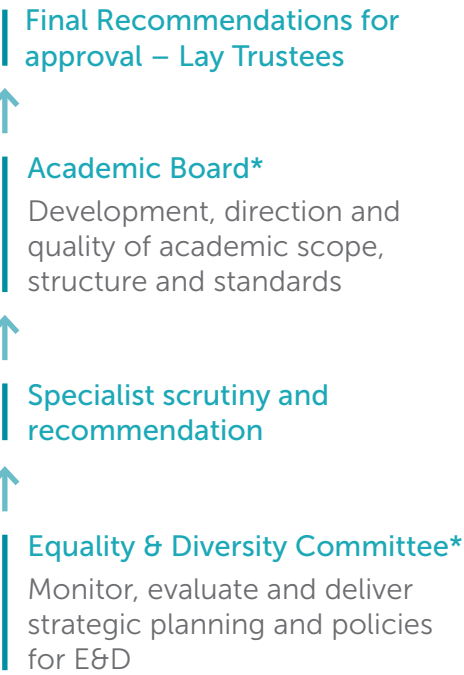 Final Recommendations for
approval – Lay Trustees
Academic Board*
Development, direction and
quality of academic scope,
structure and standards
Specialist scrutiny and
recommendation
Equality & Diversity Committee*
Monitor, evaluate and deliver
strategic planning and policies
for E&D